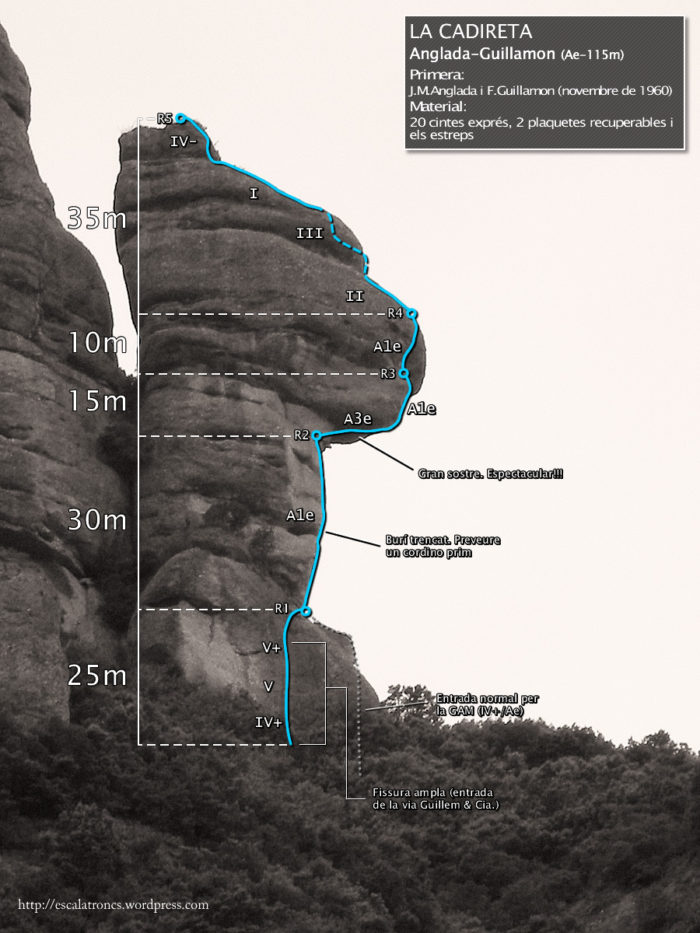 LA CADIRETA
Anglada-Guillamon (Ae-115m)
Primera:
J.M.Anglada i F.Guillamon (novembre de 1960)
Material:
20 cintes exprés, 2 plaquetes recuperables i
els estreps
R5
IV-
I
35m
III
II
R4
10m
A1e
R3
15m
A1e
A3e
R2
Gran sostre. Espectacular!!!
30m
A1e
Burí trencat. Preveure
un cordino prim
R1
V+
25m
V
Entrada normal per
la GAM (IV+/Ae)
IV+
Fissura ampla (entrada
de la via Guillem & Cia.)
http://escalatroncs.wordpress.com